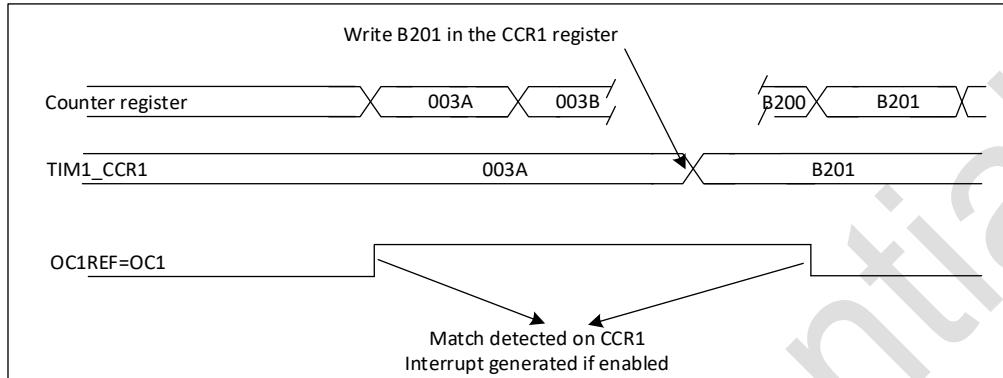 Write B201 in the CCR1 register
Counter register 003A 003B B200 B201
TIM1_CCR1 003A B201
OC1REF=OC1
Match detected on CCR1
Interrupt generated if enabled